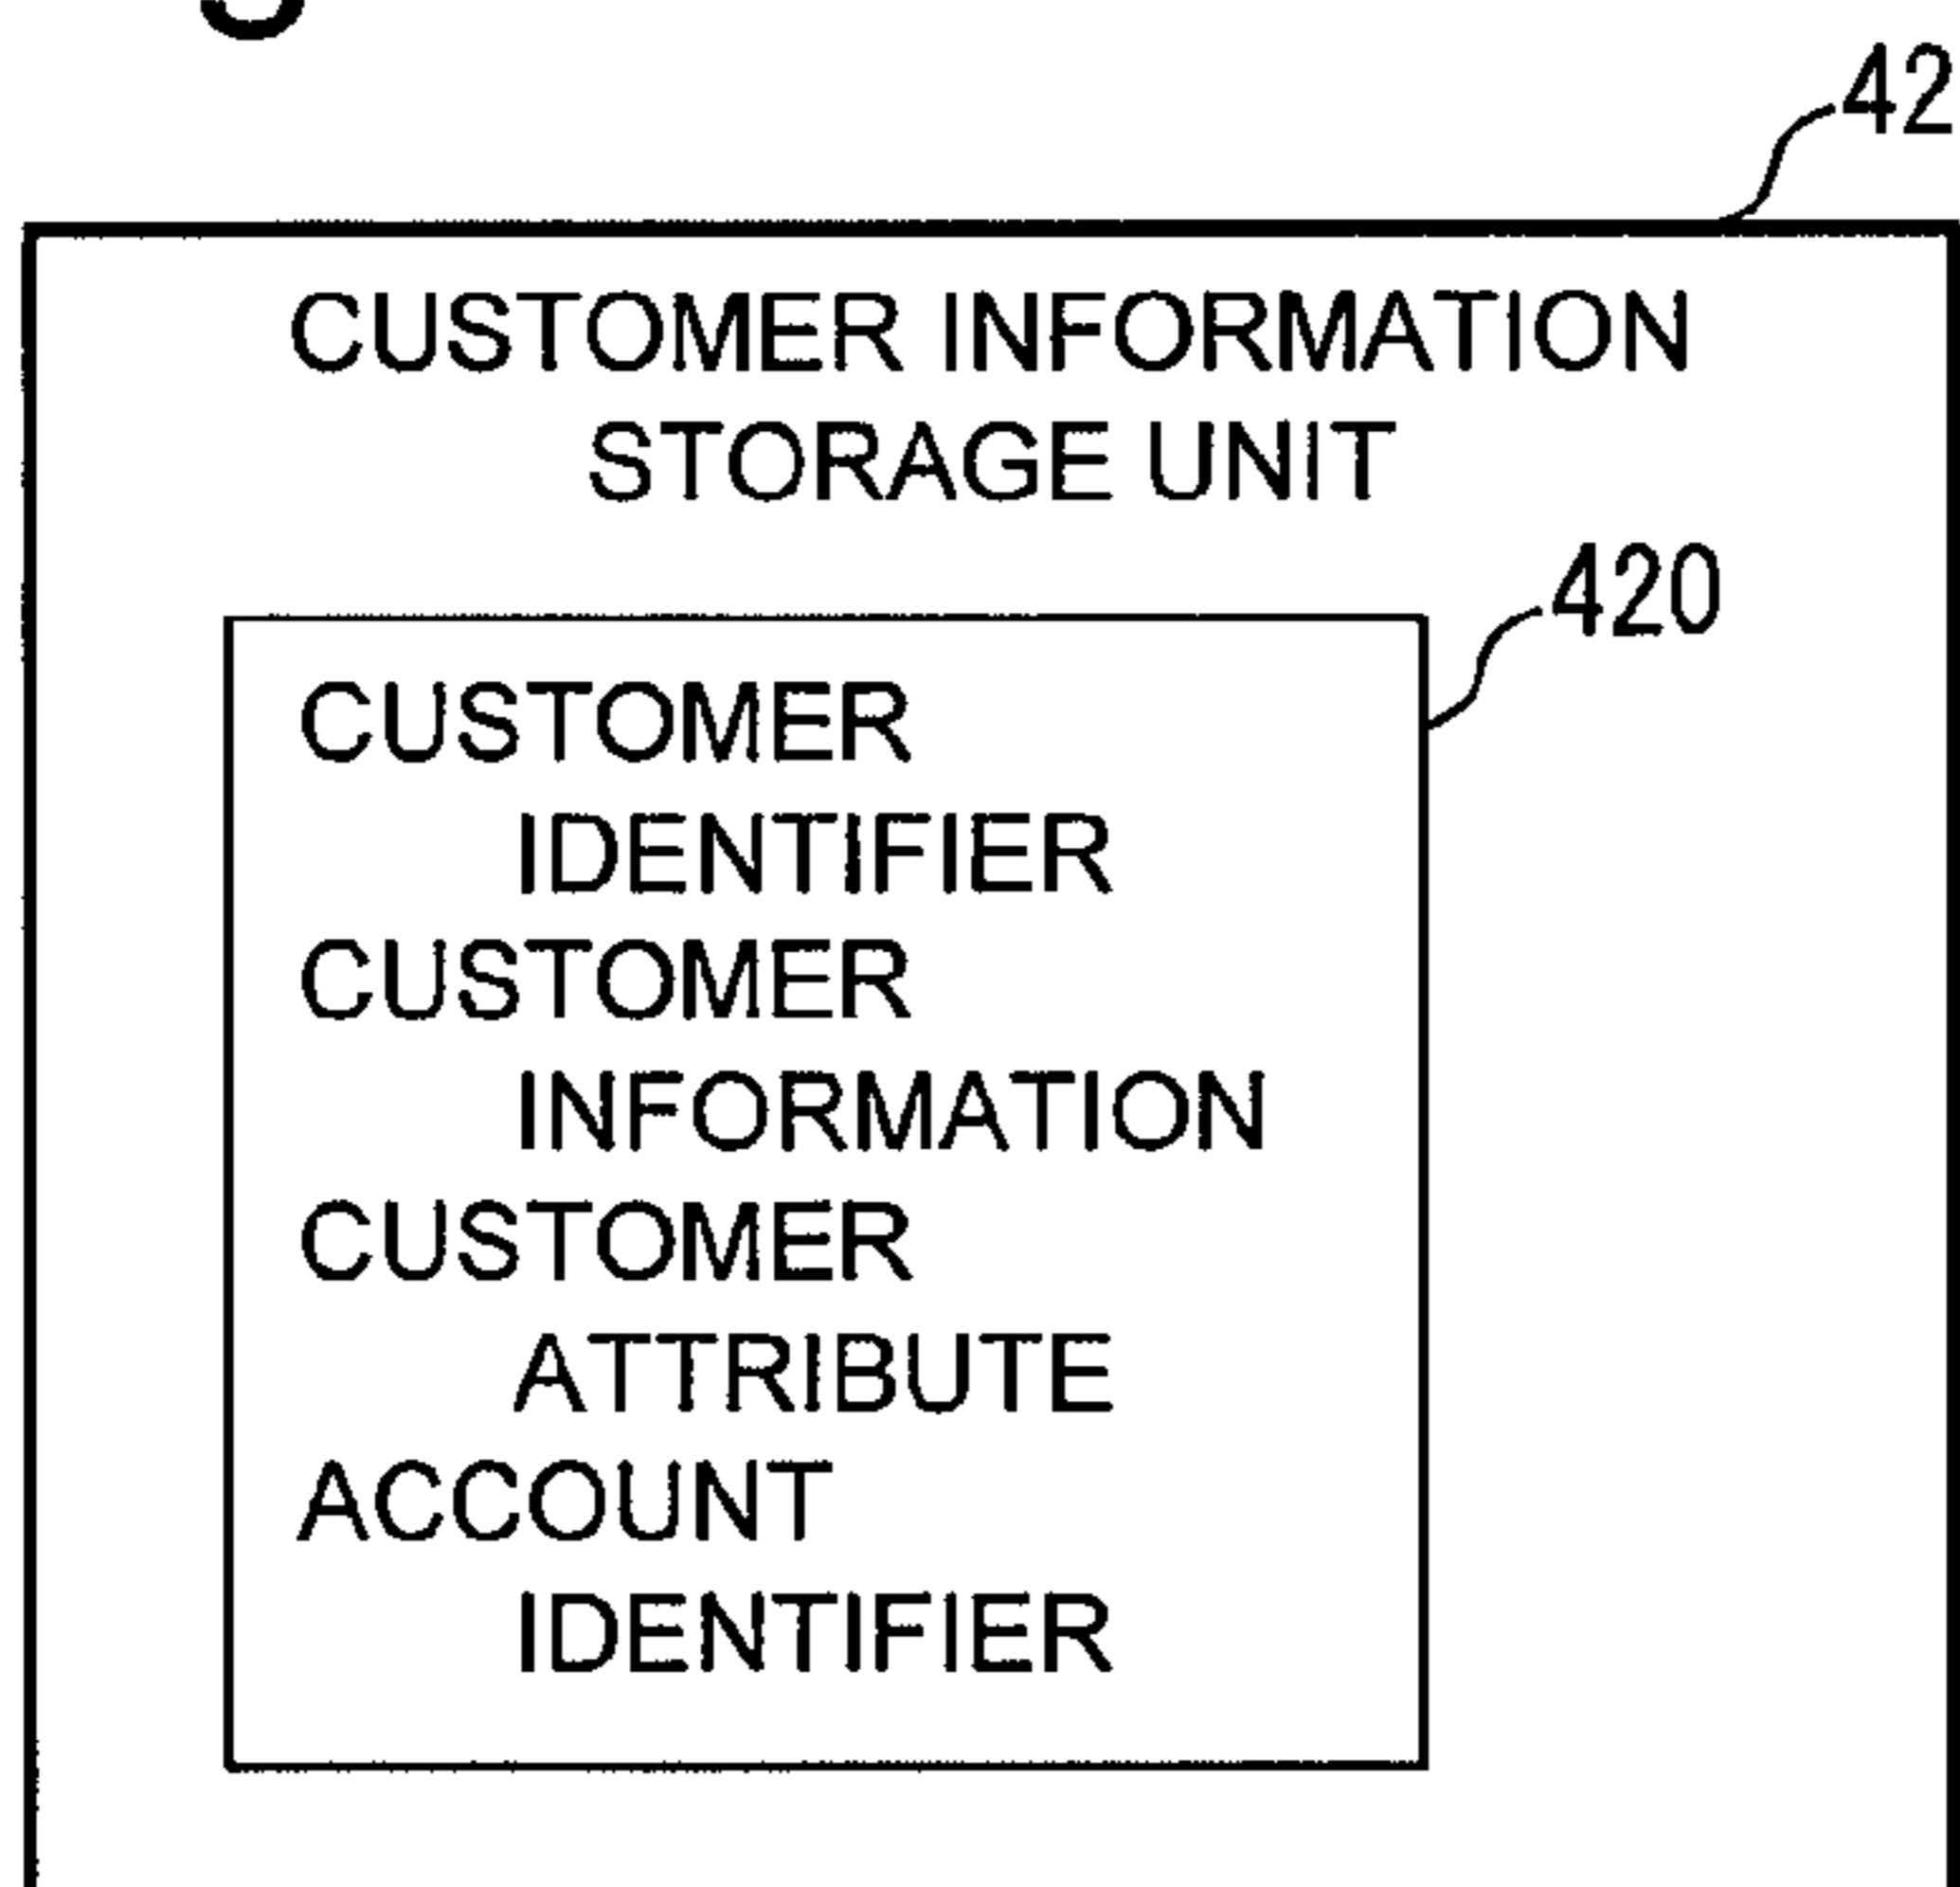 42
CUSTOMER INFORMATION
STORAGE UNIT
420
CUSTOMER
IDENTIFIER
CUSTOMER
INFORMATION
CUSTOMER
ATTRIBUTE
ACCOUNT
IDENTIFIER